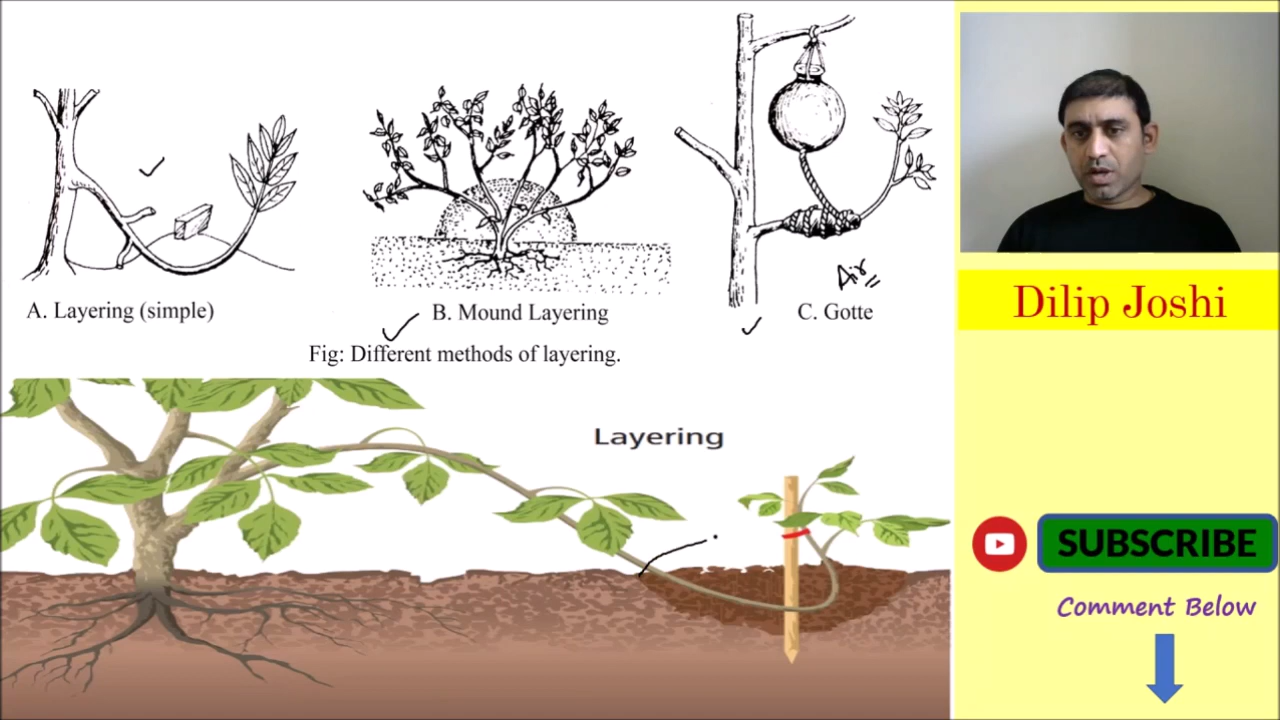 Air
A. Layering (simple)
B. Mound Layering
C. Gotte
Fig: Different methods of layering.
Layering
Dilip Joshi
SUBSCRIBE
Comment Below